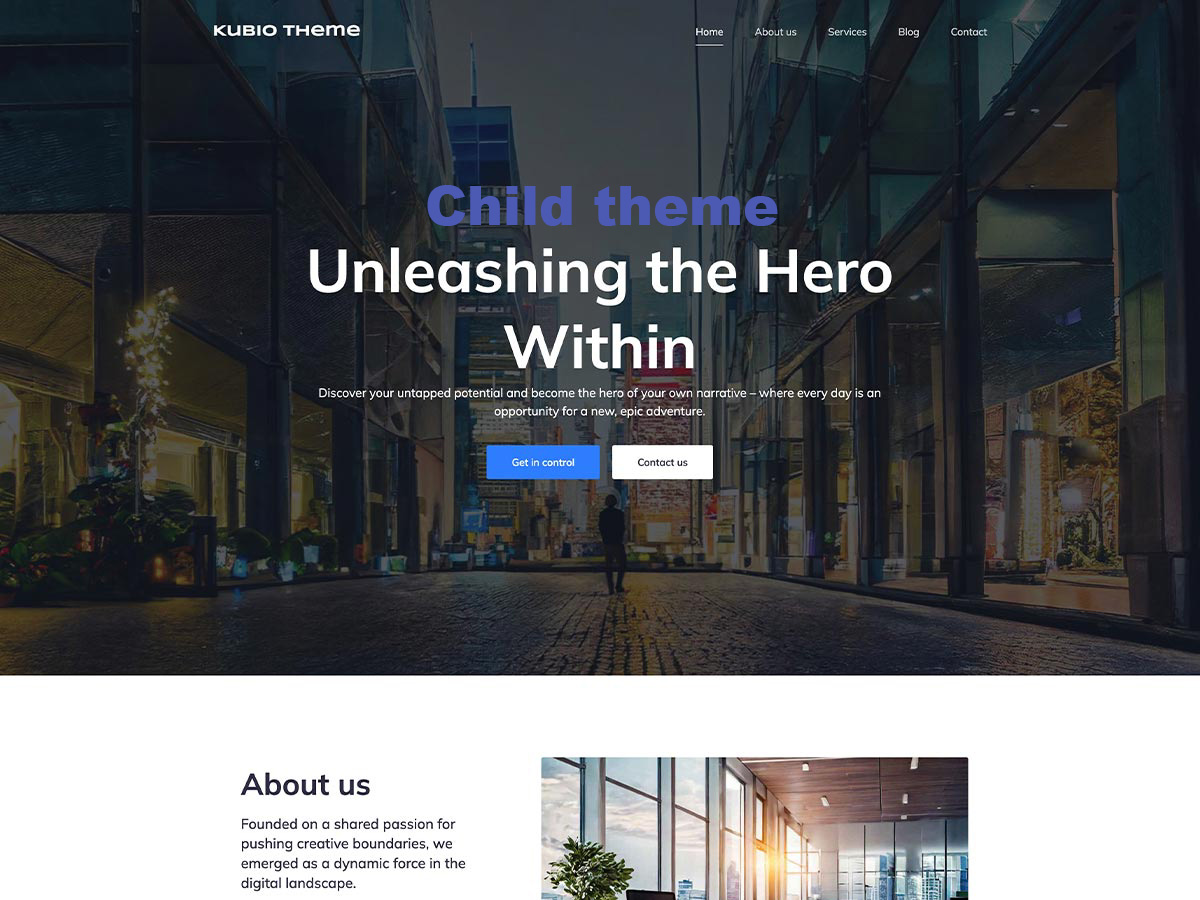 KUBIO THEME
Home About us Services Blog Contact
Child theme
Unleashing the Hero
Within
Discover your untapped potential and become the hero of your own narrative – where every day is an
opportunity for a new, epic adventure.
Get in control Contact us
About us
Founded on a shared passion for
pushing creative boundaries, we
emerged as a dynamic force in the
digital landscape.